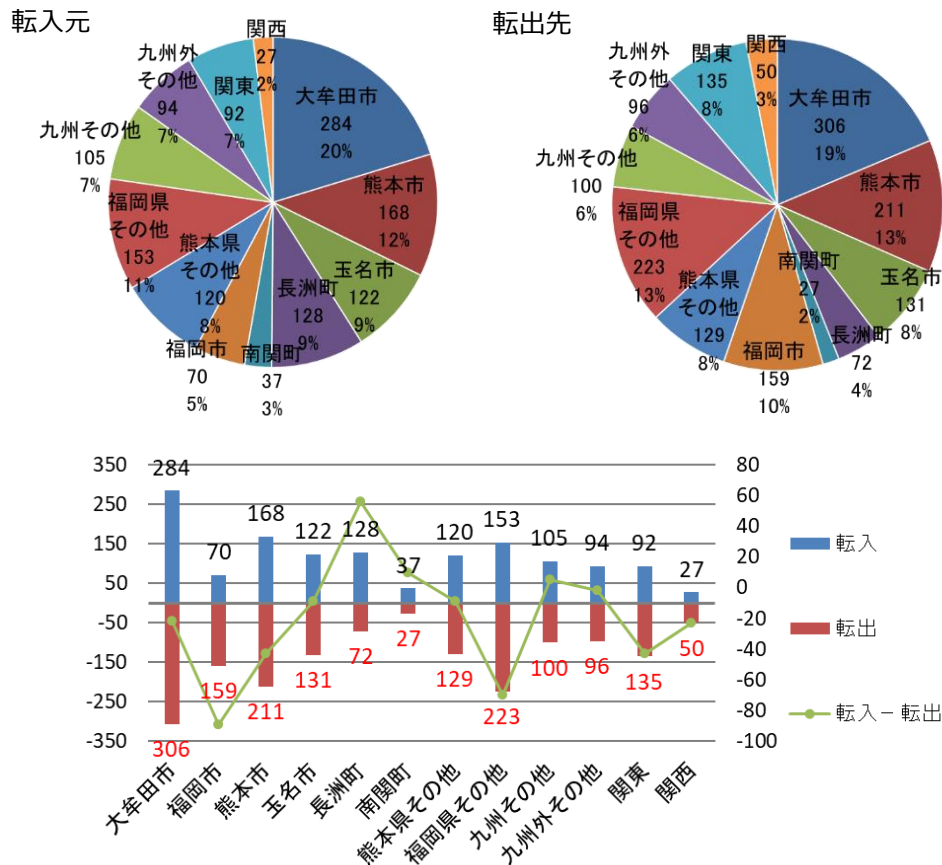 転入元
大牟田市
284
20%
熊本市
168
12%
玉名市
122
9%
長洲町
128
9%
南関町
37
3%
福岡市
70
5%
熊本県
その他
120
8%
福岡県
その他
153
11%
九州その他
105
7%
九州外
その他
94
7%
関東
92
7%
関西
27
2%
転出先
大牟田市
306
19%
熊本市
211
13%
玉名市
131
8%
長洲町
72
4%
南関町
27
2%
福岡市
159
10%
熊本県
その他
129
8%
福岡県
その他
223
13%
九州その他
100
6%
九州外
その他
96
6%
関東
135
8%
関西
50
3%
350
250
150
50
-50
-150
-250
-350
284
70
168
122
128
37
120
153
105
94
92
27
306
159
211
131
72
27
129
223
100
96
135
50
80
60
40
20
0
-20
-40
-60
-80
-100
転入
転出
転入－転出
大牟田市
福岡市
熊本市
玉名市
長洲町
南関町
熊本県その他
福岡県その他
九州その他
九州外その他
関東
関西